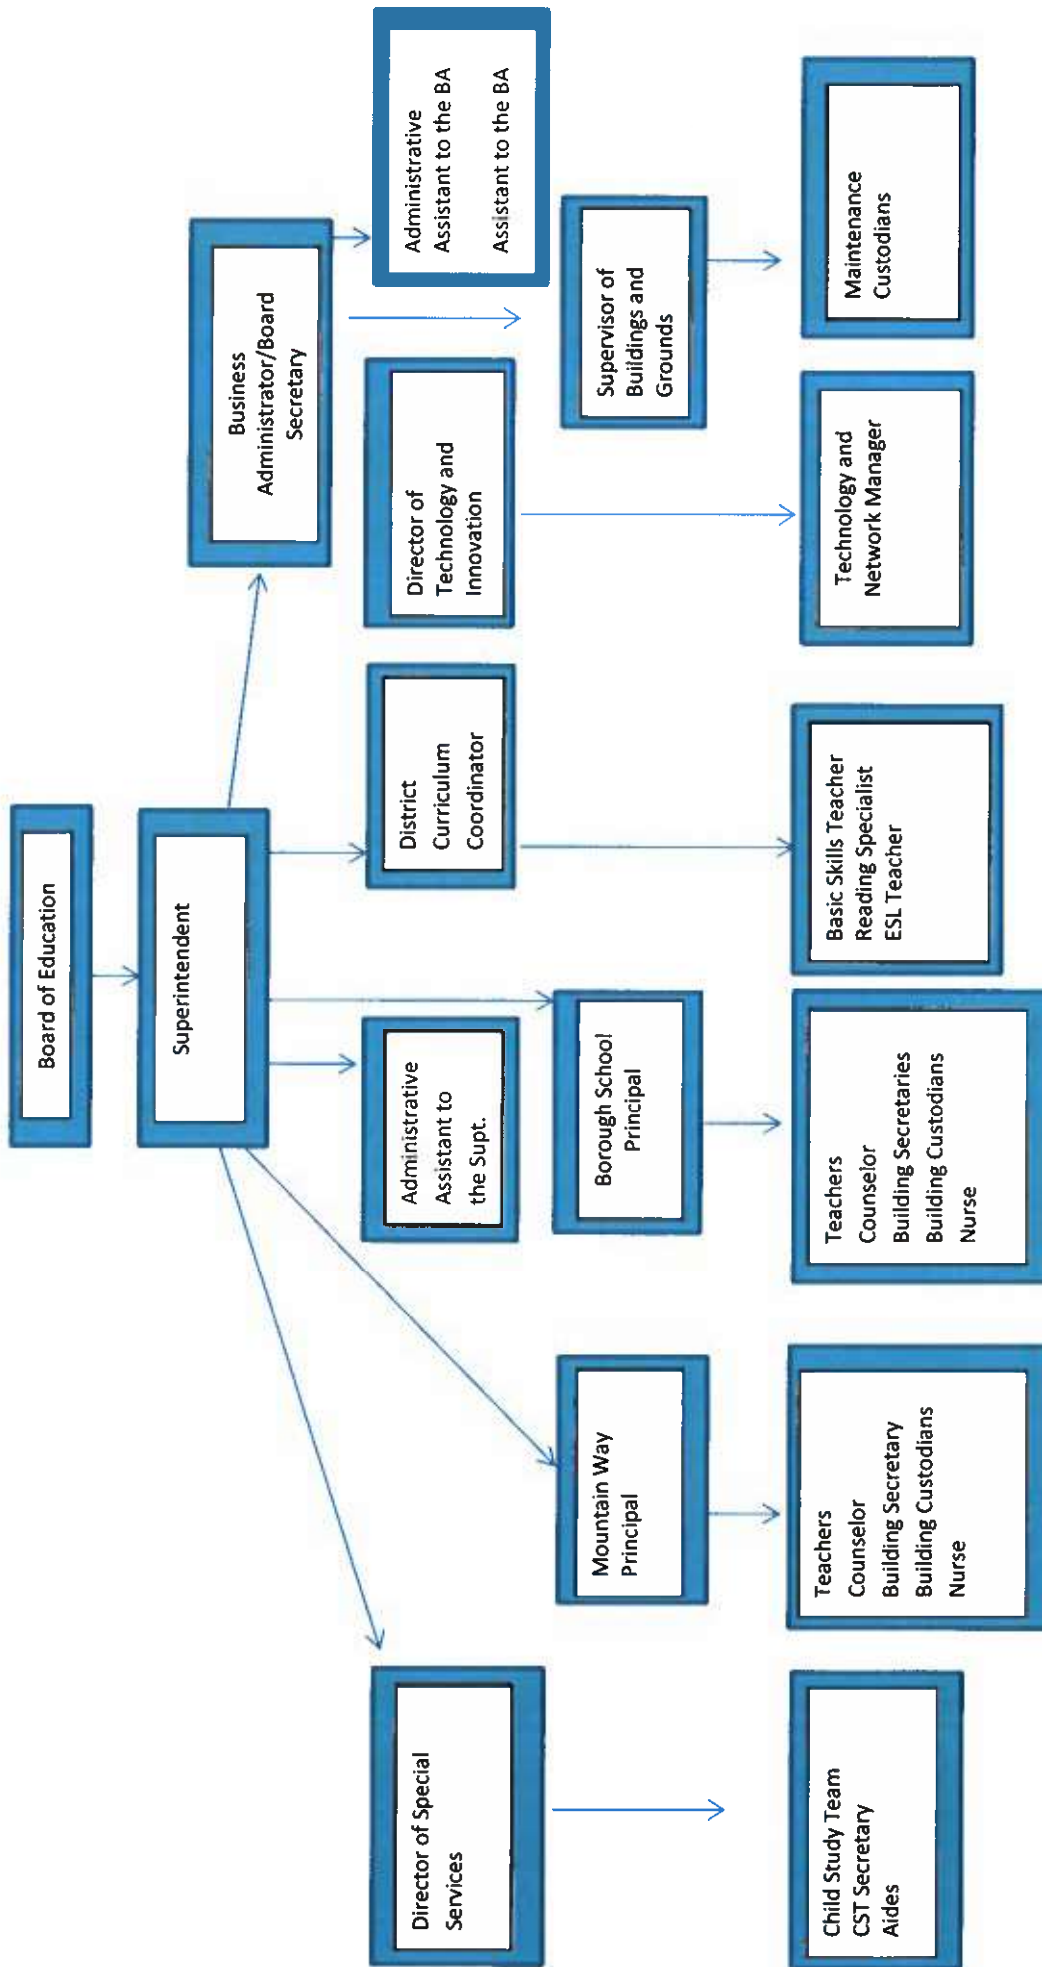 Board of Education
Superintendent
Business
Administrator/Board
Secretary
Director of Special
Services
Administrative
Assistant to
the Supt.
District
Curriculum
Coordinator
Director of
Technology and
Innovation
Administrative
Assistant to the BA
Assistant to the BA
Mountain Way
Principal
Borough School
Principal
Supervisor of
Buildings and
Grounds
Child Study Team
CST Secretary
Aides
Teachers
Counselor
Building Secretary
Building Custodians
Nurse
Teachers
Counselor
Building Secretaries
Building Custodians
Nurse
Basic Skills Teacher
Reading Specialist
ESL Teacher
Technology and
Network Manager
Maintenance
Custodians